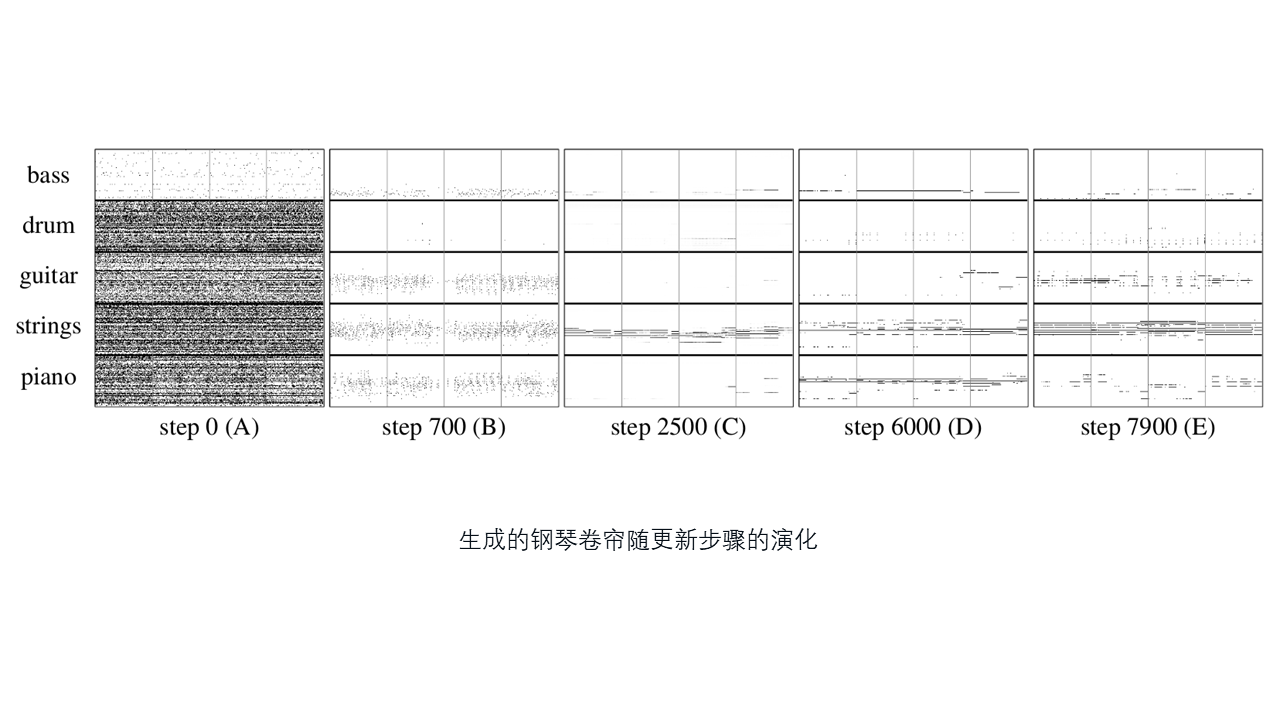 bass
drum
guitar
strings
piano
step 0 (A)
step 700 (B)
step 2500 (C)
step 6000 (D)
step 7900 (E)
生成的钢琴卷帘随更新步骤的演化